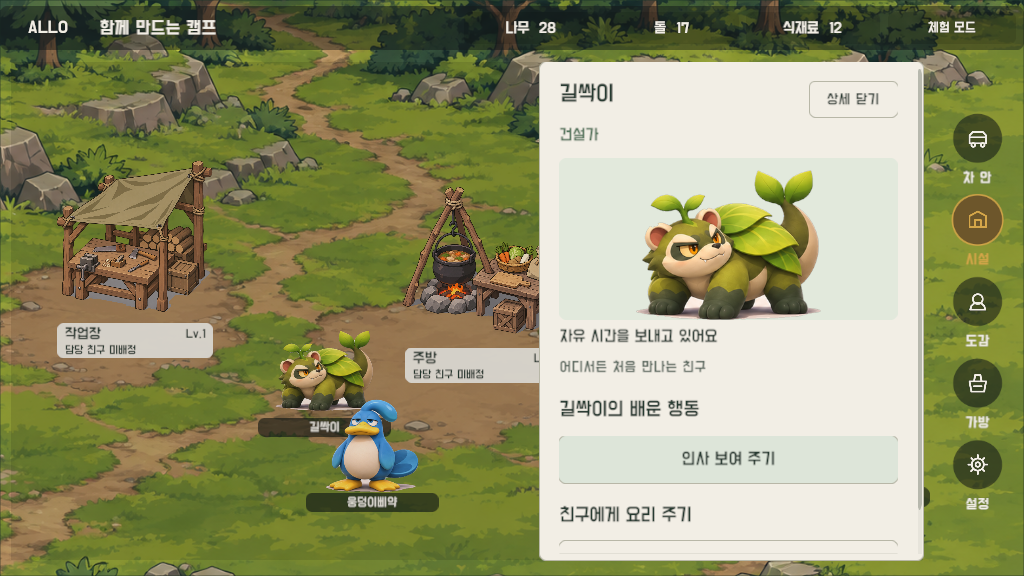 ALLO 함께 만드는 캠프 나무 28 돌 17 식재료 12 체험 모드
길싹이
상세 닫기
건설가
자유 시간을 보내고 있어요
어디서든 처음 만나는 친구
길싹이의 배운 행동
인사 보여 주기
친구에게 요리 주기
작업장 Lv.1
담당 친구 미배정
주방
담당 친구 미배정
길싹이
웅덩이삐약
차 안
시설
도감
가방
설정